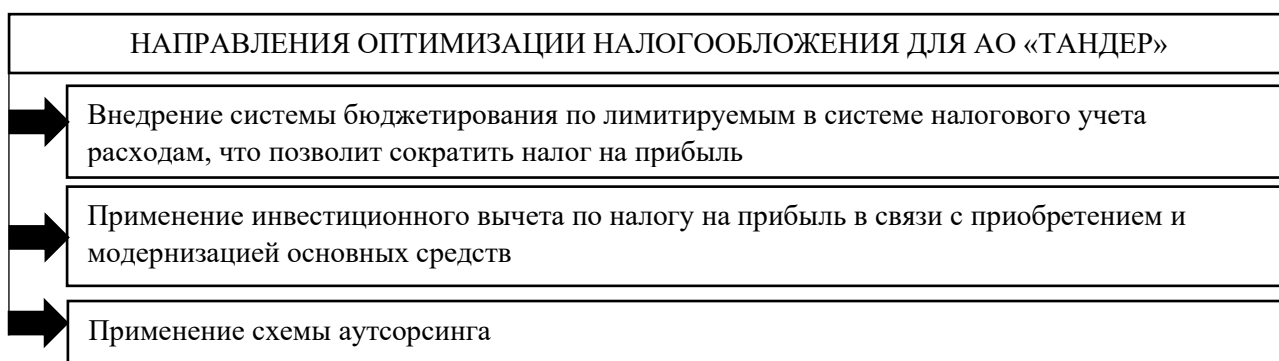 НАПРАВЛЕНИЯ ОПТИМИЗАЦИИ НАЛОГООБЛОЖЕНИЯ ДЛЯ АО «ТАНДЕР»
Внедрение системы бюджетирования по лимитируемым в системе налогового учета
расходам, что позволит сократить налог на прибыль
Применение инвестиционного вычета по налогу на прибыль в связи с приобретением и
модернизацией основных средств
Применение схемы аутсорсинга